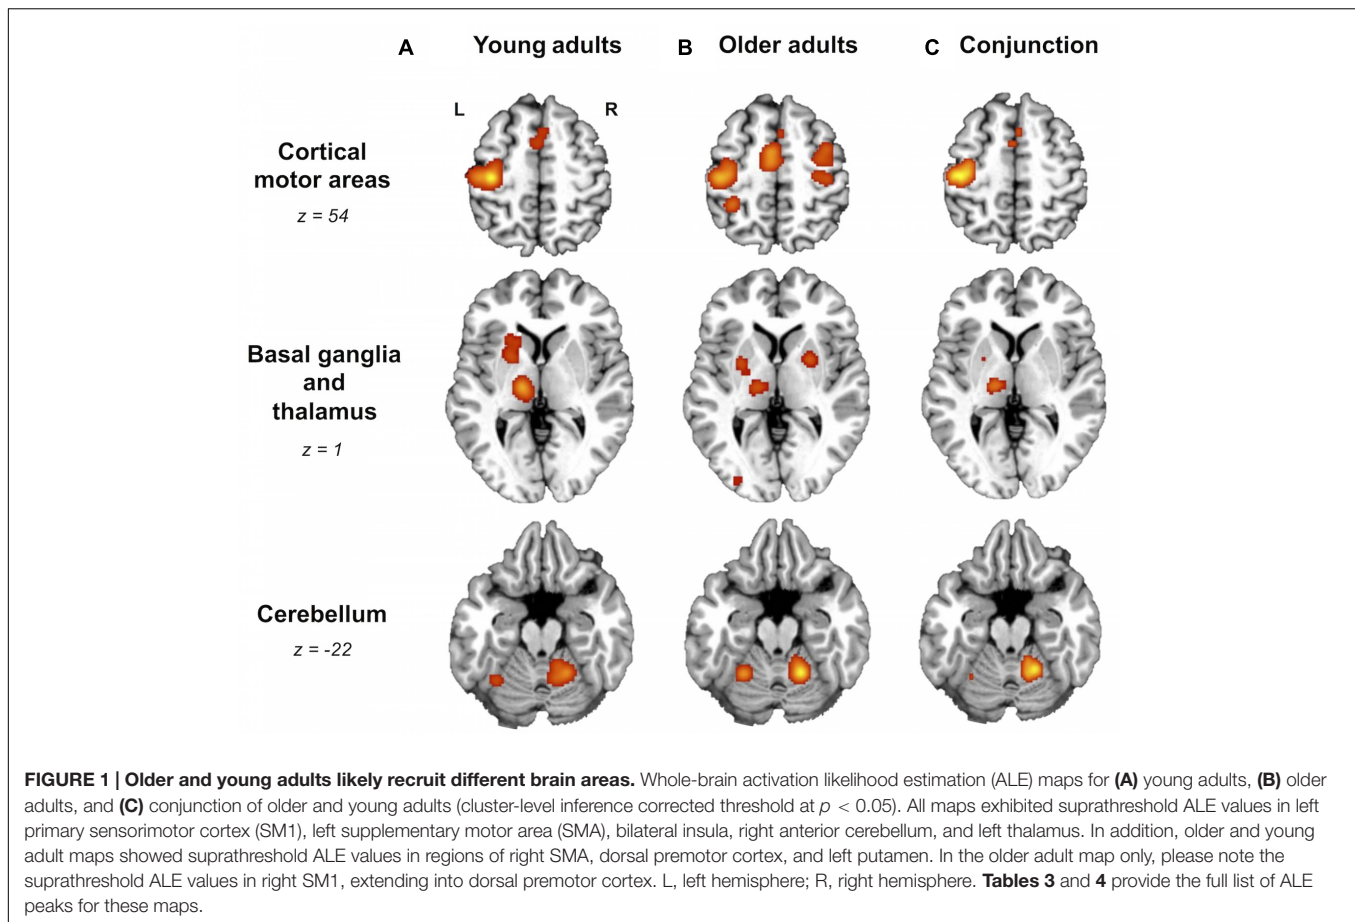 A Young adults B Older adults C Conjunction
L R
Cortical
motor areas
z = 54
Basal ganglia
and
thalamus
z = 1
Cerebellum
z = -22
FIGURE 1 | Older and young adults likely recruit different brain areas. Whole-brain activation likelihood estimation (ALE) maps for (A) young adults, (B) older
adults, and (C) conjunction of older and young adults (cluster-level inference corrected threshold at p < 0.05). All maps exhibited suprathreshold ALE values in left
primary sensorimotor cortex (SM1), left supplementary motor area (SMA), bilateral insula, right anterior cerebellum, and left thalamus. In addition, older and young
adult maps showed suprathreshold ALE values in regions of right SMA, dorsal premotor cortex, and left putamen. In the older adult map only, please note the
suprathreshold ALE values in right SM1, extending into dorsal premotor cortex. L, left hemisphere; R, right hemisphere. Tables 3 and 4 provide the full list of ALE
peaks for these maps.